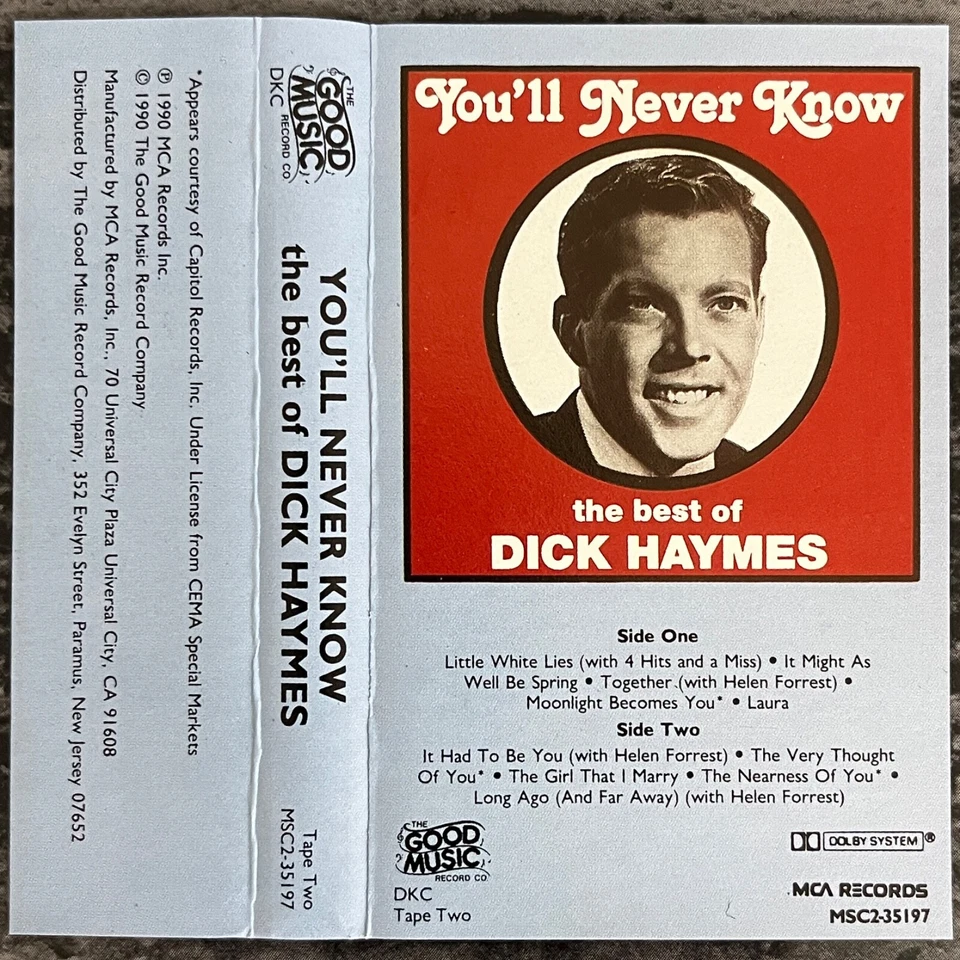 *Appears courtesy of Capitol Records, Inc. Under License from CEMA Special Markets
℗ 1990 MCA Records Inc.
© 1990 The Good Music Record Company
Manufactured by MCA Records, Inc., 70 Universal City Plaza Universal City, CA 91608
Distributed by The Good Music Record Company, 352 Evelyn Street, Paramus, New Jersey 07652
THE
GOOD
MUSIC
RECORD CO
DKC
YOU'LL NEVER KNOW
the best of DICK HAYMES
Tape Two
MSC2-35197
You'll Never Know
the best of
DICK HAYMES
Side One
Little White Lies (with 4 Hits and a Miss) • It Might As
Well Be Spring • Together (with Helen Forrest) •
Moonlight Becomes You* • Laura
Side Two
It Had To Be You (with Helen Forrest) • The Very Thought
Of You* • The Girl That I Marry • The Nearness Of You* •
Long Ago (And Far Away) (with Helen Forrest)
THE
GOOD
MUSIC
RECORD CO.
DKC
Tape Two
DOLBY SYSTEM®
MCA RECORDS
MSC2-35197